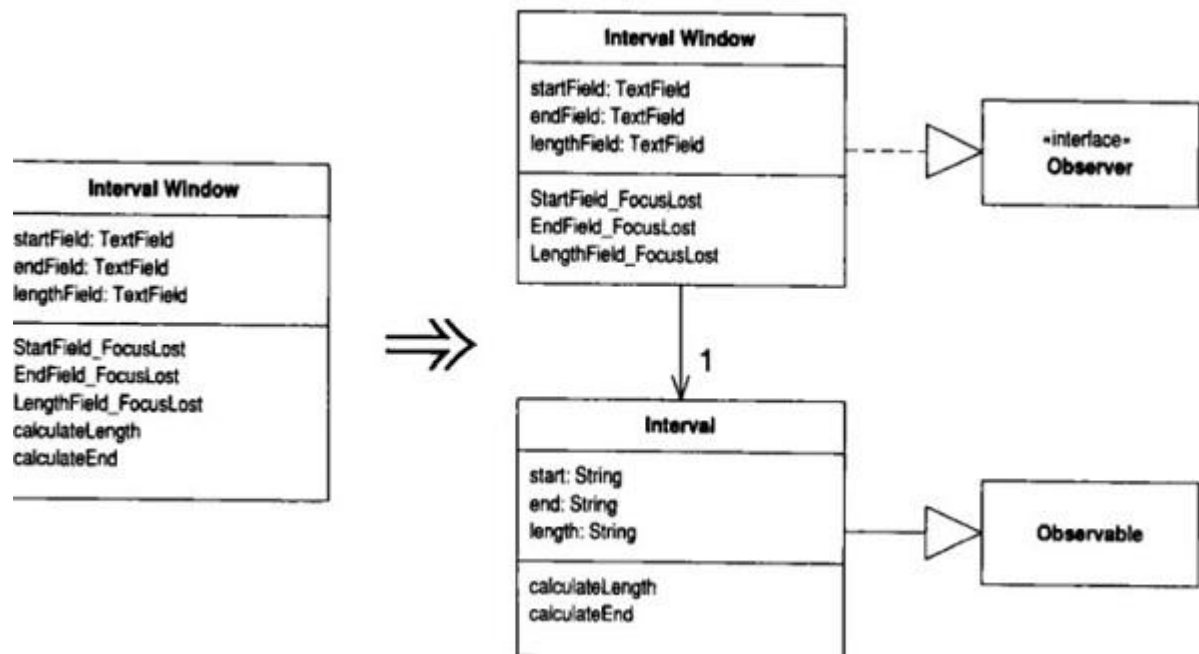 Interval Window
startField: TextField
endField: TextField
lengthField: TextField
StartField_FocusLost
EndField_FocusLost
LengthField_FocusLost
calculateLength
calculateEnd
Interval Window
startField: TextField
endField: TextField
lengthField: TextField
StartField_FocusLost
EndField_FocusLost
LengthField_FocusLost
«interface»
Observer
1
Interval
start: String
end: String
length: String
calculateLength
calculateEnd
Observable